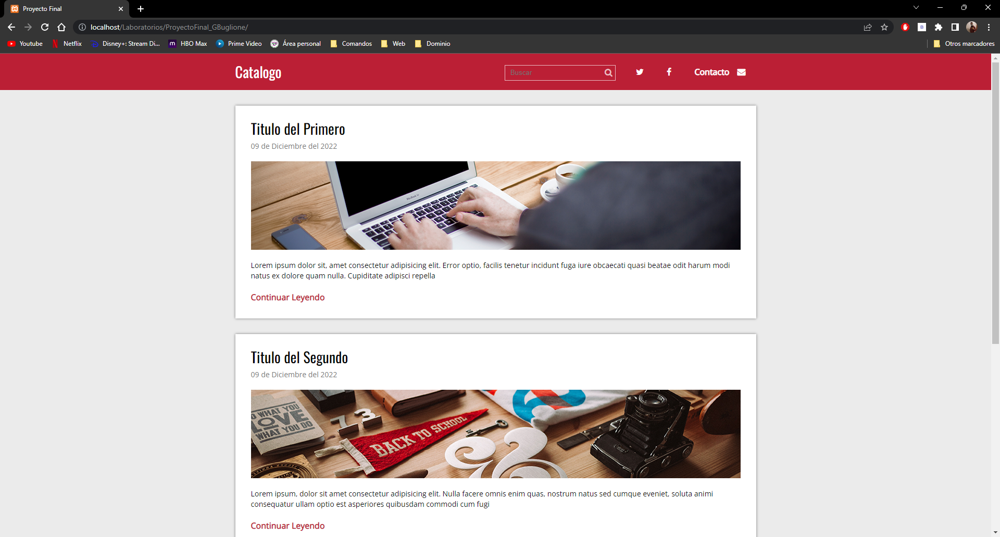 Proyecto Final
localhost/Laboratorios/ProyectoFinal_GBuglione/
Youtube Netflix Disney+: Stream Di... HBO Max Prime Video Área personal Comandos Web Dominio Otros marcadores
Catalogo Buscar Contacto
Titulo del Primero
09 de Diciembre del 2022
MacBook Air
Lorem ipsum dolor sit, amet consectetur adipisicing elit. Error optio, facilis tenetur incidunt fuga iure obcaecati quasi beatae odit harum modi
natus ex dolore quam nulla. Cupiditate adipisci repella
Continuar Leyendo
Titulo del Segundo
09 de Diciembre del 2022
O WHAT YOU
LOVE
WHAT YOU DO
73
BACK TO SCHOOL
&
Lorem ipsum, dolor sit amet consectetur adipisicing elit. Nulla facere omnis enim quas, nostrum natus sed cumque eveniet, soluta animi
consequatur ullam optio est asperiores quibusdam commodi cum fugi
Continuar Leyendo